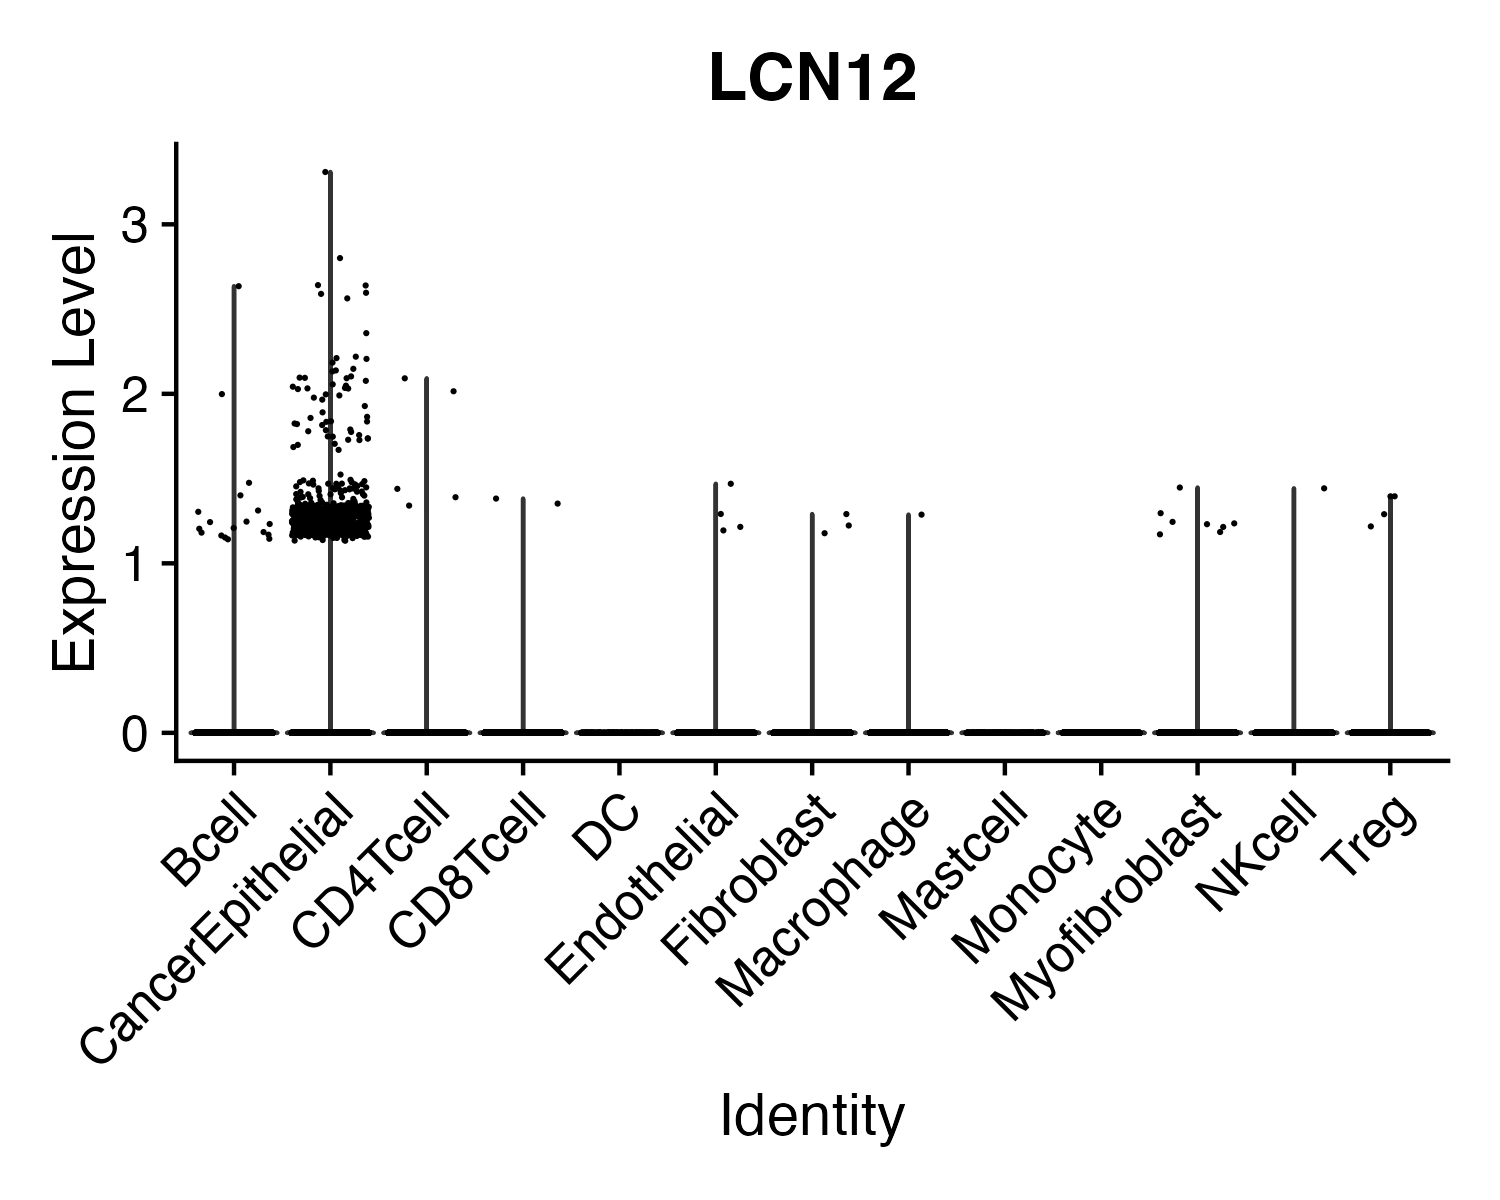 LCN12
Expression Level
3
2
1
0
Bcell
CancerEpithelial
CD4Tcell
CD8Tcell
DC
Endothelial
Fibroblast
Macrophage
Mastcell
Monocyte
Myofibroblast
NKcell
Treg
Identity